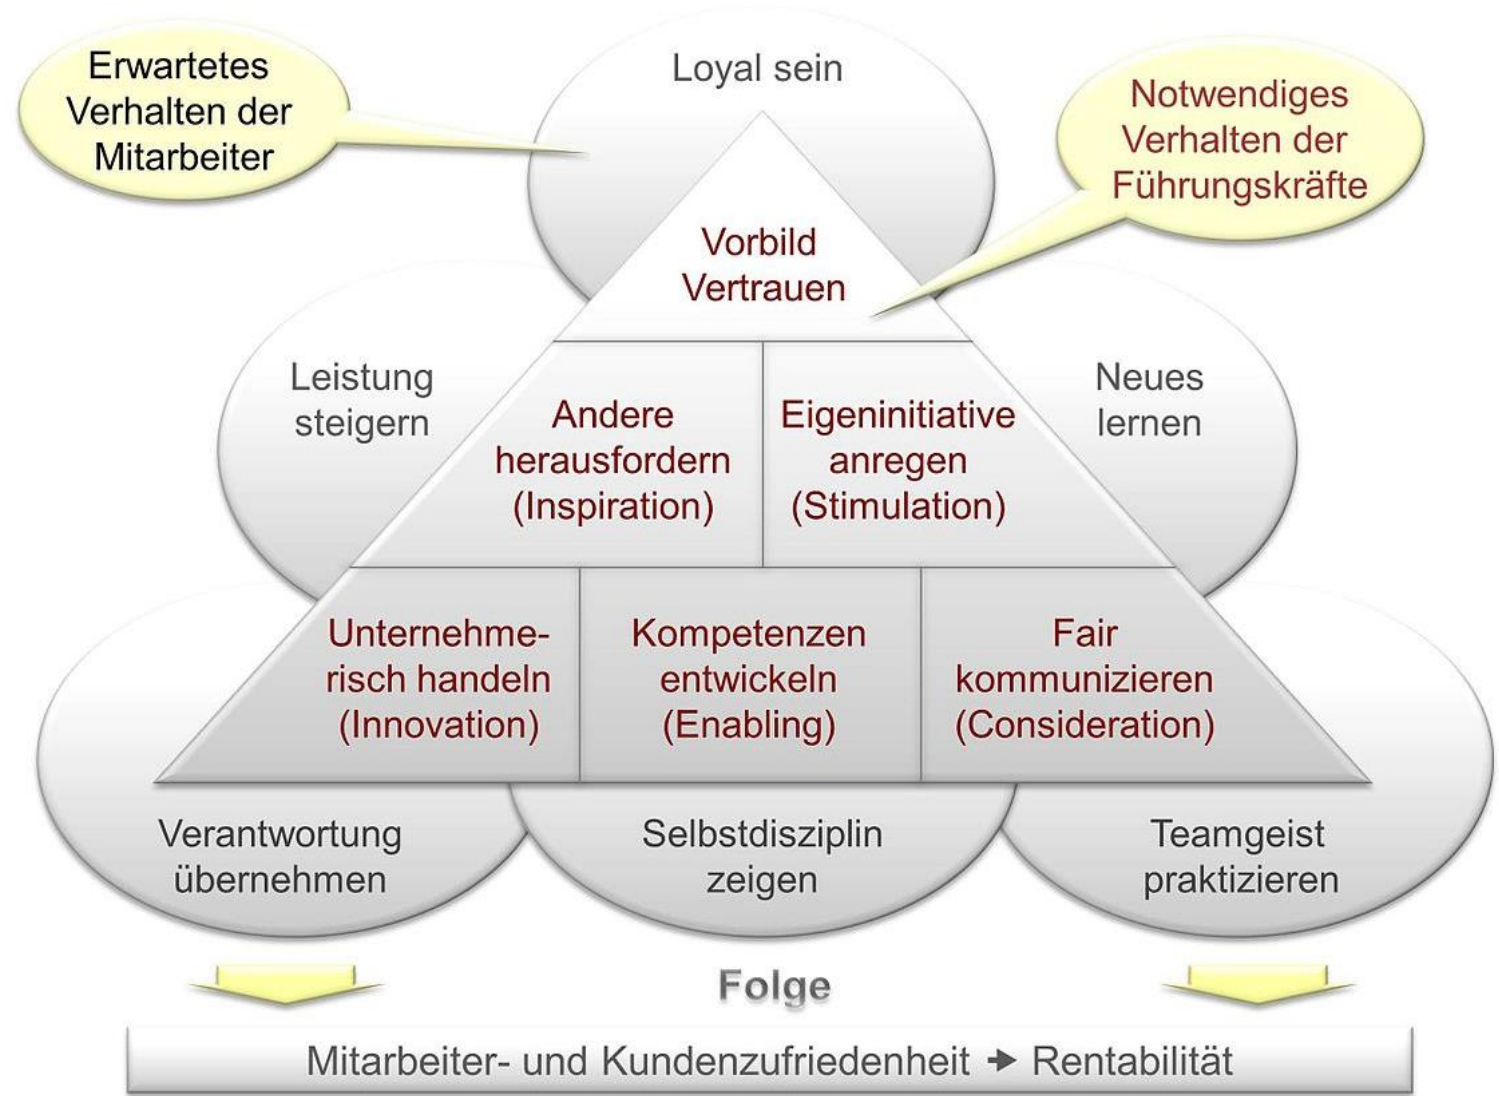 Erwartetes
Verhalten der
Mitarbeiter
Loyal sein
Notwendiges
Verhalten der
Führungskräfte
Vorbild
Vertrauen
Leistung
steigern
Andere
herausfordern
(Inspiration)
Eigeninitiative
anregen
(Stimulation)
Neues
lernen
Unternehme-
risch handeln
(Innovation)
Kompetenzen
entwickeln
(Enabling)
Fair
kommunizieren
(Consideration)
Verantwortung
übernehmen
Selbstdisziplin
zeigen
Teamgeist
praktizieren
Folge
Mitarbeiter- und Kundenzufriedenheit → Rentabilität